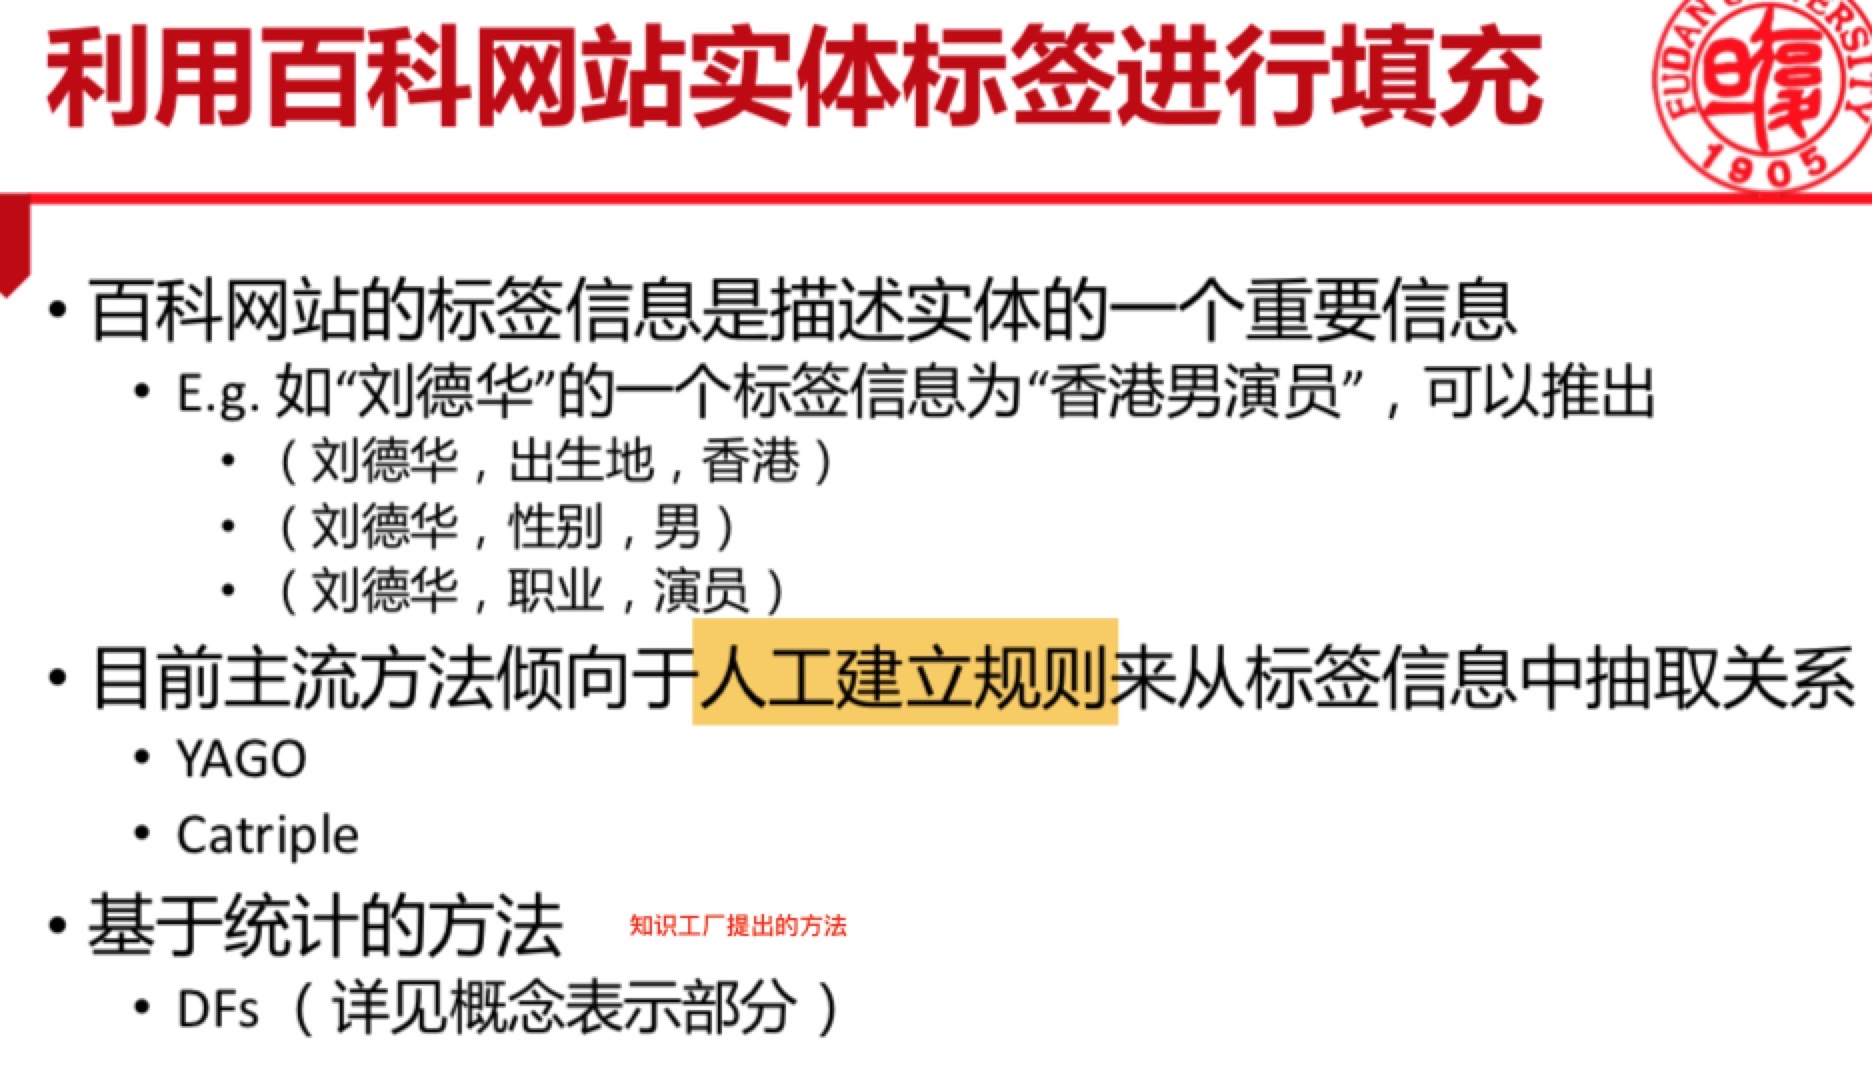 利用百科网站实体标签进行填充
1905
• 百科网站的标签信息是描述实体的一个重要信息
• E.g. 如“刘德华”的一个标签信息为“香港男演员”，可以推出
• （刘德华，出生地，香港）
• （刘德华，性别，男）
• （刘德华，职业，演员）
• 目前主流方法倾向于人工建立规则来从标签信息中抽取关系
• YAGO
• Catriple
• 基于统计的方法 知识工厂提出的方法
• DFs（详见概念表示部分）